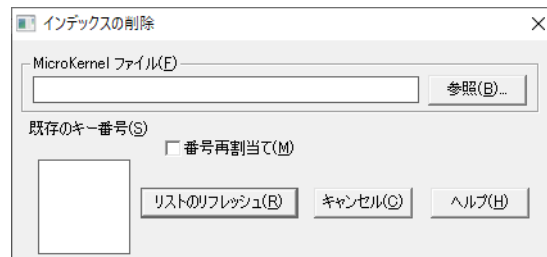 インデックスの削除
MicroKernel ファイル(F)
参照(B)...
既存のキー番号(S)
番号再割当て(M)
リストのリフレッシュ(R) キャンセル(C) ヘルプ(H)